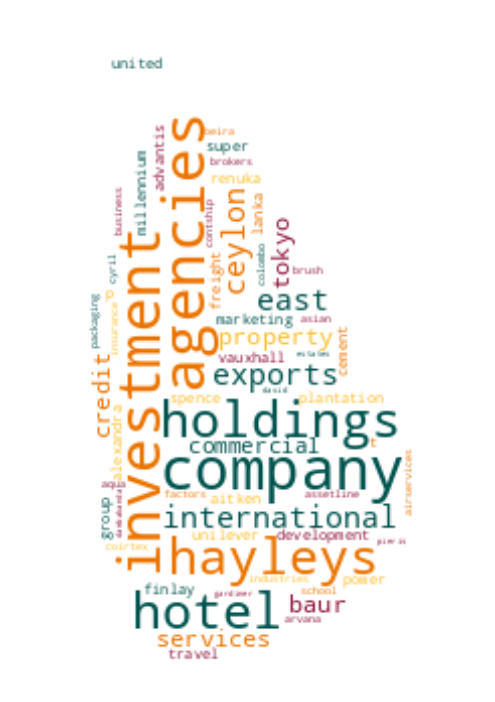 united
agencies
beira
super
advantis
millennium
brokers
renuka
business
investment
ceylon
lanka
contship
tokyo
cyril
freight
colombo
brush
east
packaging
insurance
p
marketing
asian
property
cement
vauxhall
estates
credit
exports
david
spence
plantation
holdings
alexandra
commercial
t
company
airservices
aqua
factors
aitken
assetline
group
international
unilever
development
pieris
coirtex
hayleys
industries
power
finlay
gardiner
school
hotel
baur
arvana
services
travel